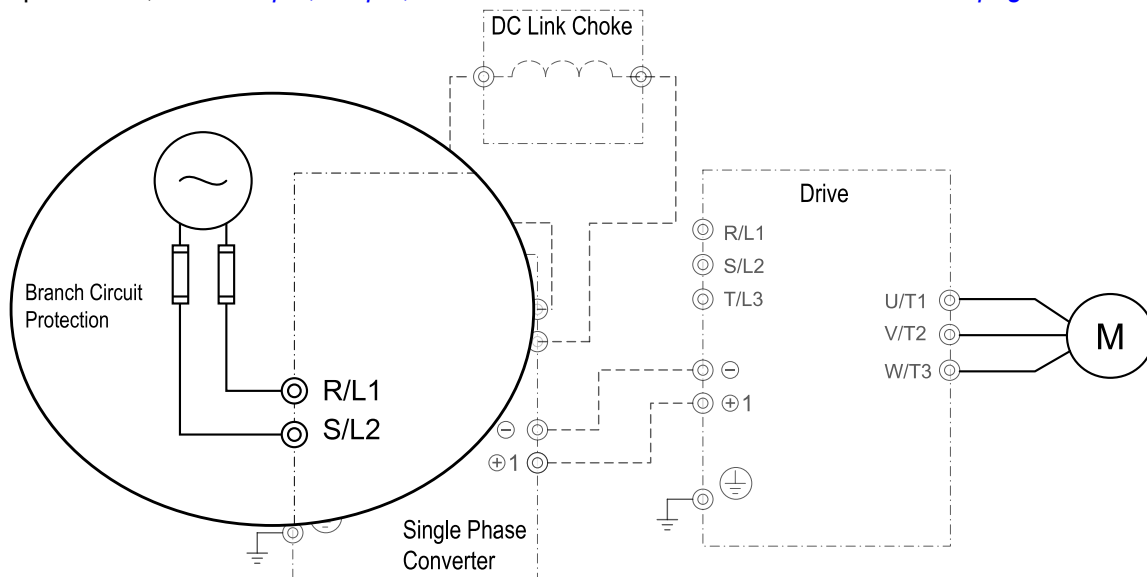 DC Link Choke
Branch Circuit
Protection
R/L1
S/L2
⊖
⊕1
Single Phase
Converter
Drive
R/L1
S/L2
T/L3
⊖
⊕1
U/T1
V/T2
W/T3
M